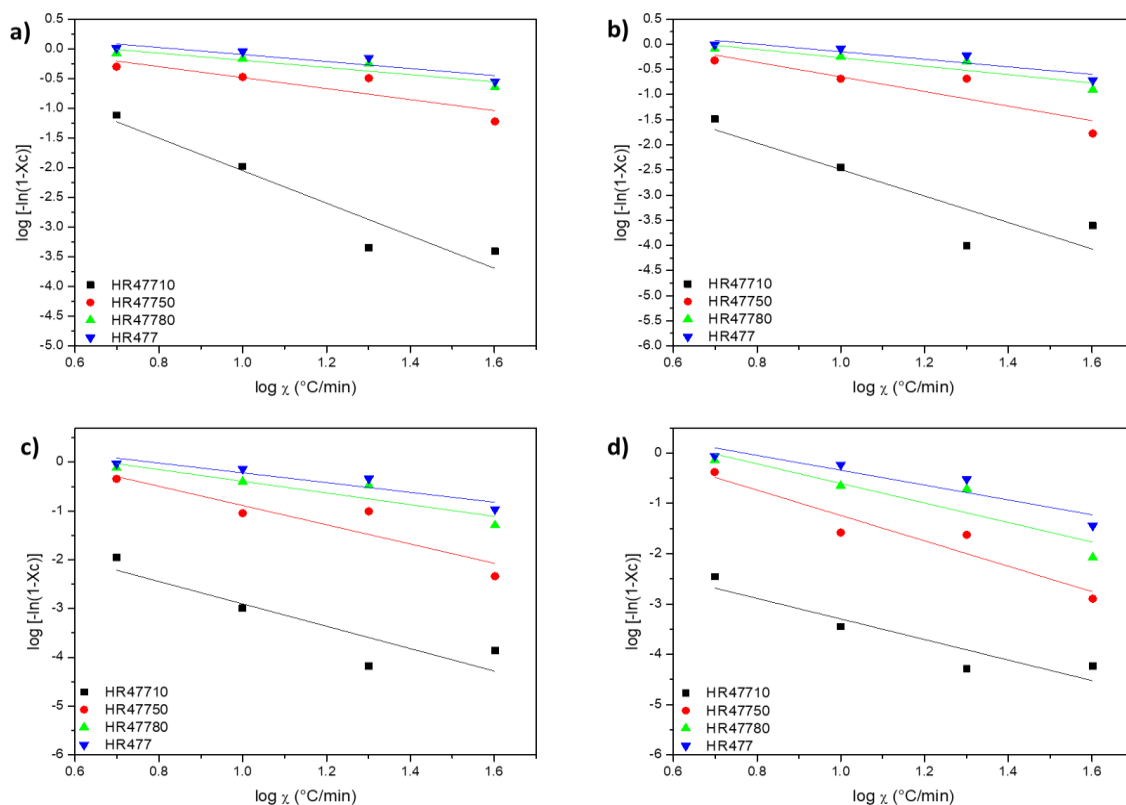 a)
0.5
0.0
-0.5
-1.0
-1.5
-2.0
-2.5
-3.0
-3.5
-4.0
-4.5
-5.0
log [-ln(1-Xc)]
HR47710
HR47750
HR47780
HR477
0.6 0.8 1.0 1.2 1.4 1.6
log χ (°C/min)
b)
0.5
0.0
-0.5
-1.0
-1.5
-2.0
-2.5
-3.0
-3.5
-4.0
-4.5
-5.0
-5.5
-6.0
log [-ln(1-Xc)]
HR47710
HR47750
HR47780
HR477
0.6 0.8 1.0 1.2 1.4 1.6
log χ (°C/min)
c)
0
-1
-2
-3
-4
-5
-6
log [-ln(1-Xc)]
HR47710
HR47750
HR47780
HR477
0.6 0.8 1.0 1.2 1.4 1.6
log χ (°C/min)
d)
0
-1
-2
-3
-4
-5
-6
log [-ln(1-Xc)]
HR47710
HR47750
HR47780
HR477
0.6 0.8 1.0 1.2 1.4 1.6
log χ (°C/min)